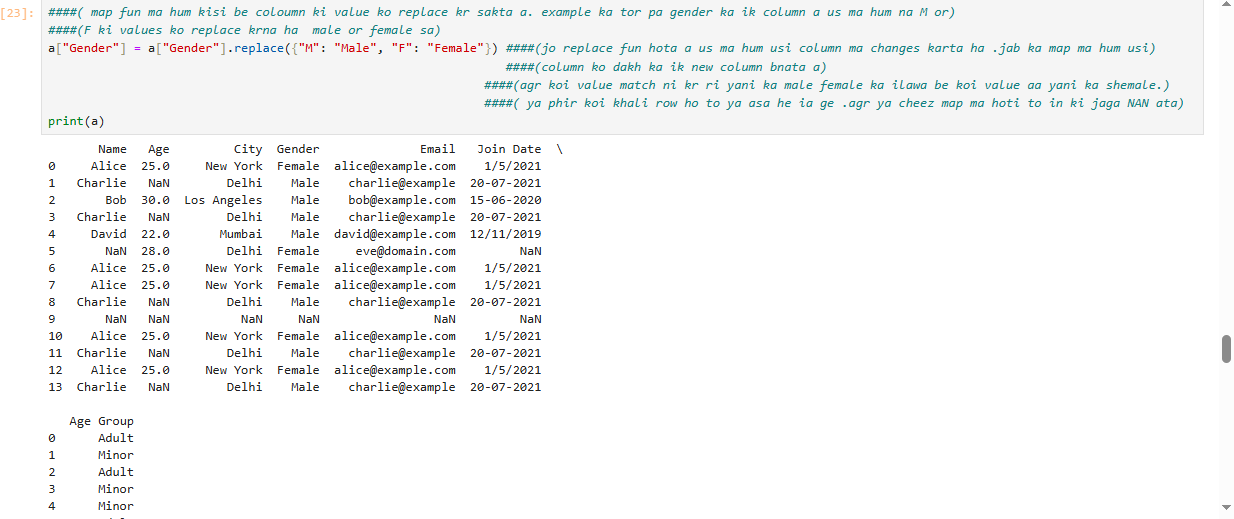 [23]: ####( map fun ma hum kisi be coloumn ki value ko replace kr sakta a. example ka tor pa gender ka ik column a us ma hum na M or)
####(F ki values ko replace krna ha  male or female sa)
a["Gender"] = a["Gender"].replace({"M": "Male", "F": "Female"}) ####(jo replace fun hota a us ma hum usi column ma changes karta ha .jab ka map ma hum usi)
####(column ko dakh ka ik new column bnata a)
####(agr koi value match ni kr ri yani ka male female ka ilawa be koi value aa yani ka shemale.)
####( ya phir koi khali row ho to ya asa he ia ge .agr ya cheez map ma hoti to in ki jaga NAN ata)
print(a)
Name Age City Gender Email Join Date \
0 Alice 25.0 New York Female alice@example.com 1/5/2021
1 Charlie NaN Delhi Male charlie@example 20-07-2021
2 Bob 30.0 Los Angeles Male bob@example.com 15-06-2020
3 Charlie NaN Delhi Male charlie@example 20-07-2021
4 David 22.0 Mumbai Male david@example.com 12/11/2019
5 NaN 28.0 Delhi Female eve@domain.com NaN
6 Alice 25.0 New York Female alice@example.com 1/5/2021
7 Alice 25.0 New York Female alice@example.com 1/5/2021
8 Charlie NaN Delhi Male charlie@example 20-07-2021
9 NaN NaN NaN NaN NaN NaN
10 Alice 25.0 New York Female alice@example.com 1/5/2021
11 Charlie NaN Delhi Male charlie@example 20-07-2021
12 Alice 25.0 New York Female alice@example.com 1/5/2021
13 Charlie NaN Delhi Male charlie@example 20-07-2021
Age Group
0 Adult
1 Minor
2 Adult
3 Minor
4 Minor